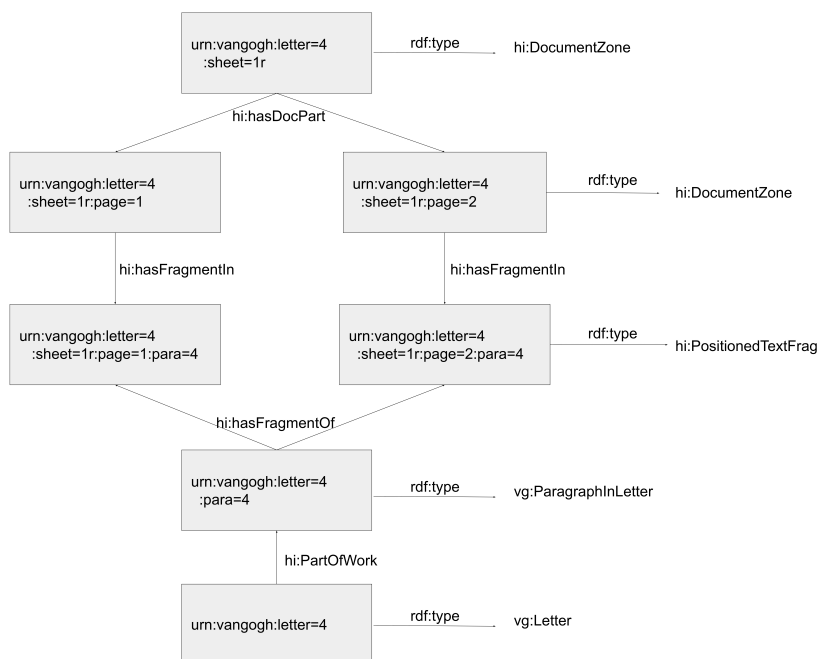 urn:vangogh:letter=4
:sheet=1r
rdf:type
hi:DocumentZone
hi:hasDocPart
urn:vangogh:letter=4
:sheet=1r:page=1
urn:vangogh:letter=4
:sheet=1r:page=2
rdf:type
hi:DocumentZone
hi:hasFragmentIn
hi:hasFragmentIn
urn:vangogh:letter=4
:sheet=1r:page=1:para=4
urn:vangogh:letter=4
:sheet=1r:page=2:para=4
rdf:type
hi:PositionedTextFrag
hi:hasFragmentOf
urn:vangogh:letter=4
:para=4
rdf:type
vg:ParagraphInLetter
hi:PartOfWork
urn:vangogh:letter=4
rdf:type
vg:Letter